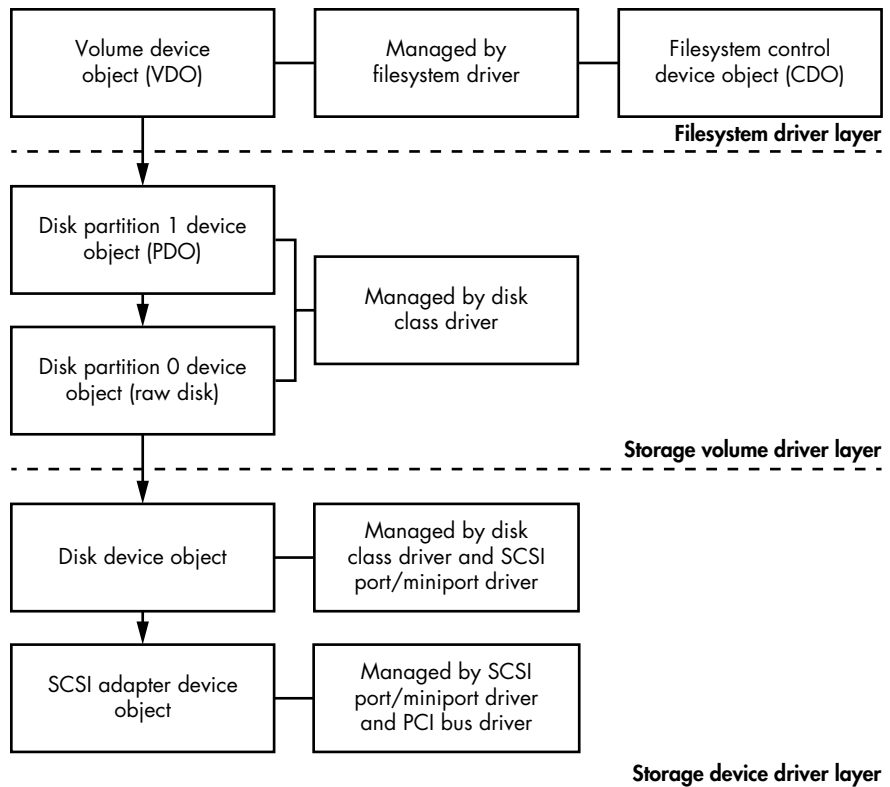 Volume device
object (VDO)
Managed by
filesystem driver
Filesystem control
device object (CDO)
Filesystem driver layer
Disk partition 1 device
object (PDO)
Managed by disk
class driver
Disk partition 0 device
object (raw disk)
Storage volume driver layer
Disk device object
Managed by disk
class driver and SCSI
port/miniport driver
SCSI adapter device
object
Managed by SCSI
port/miniport driver
and PCI bus driver
Storage device driver layer